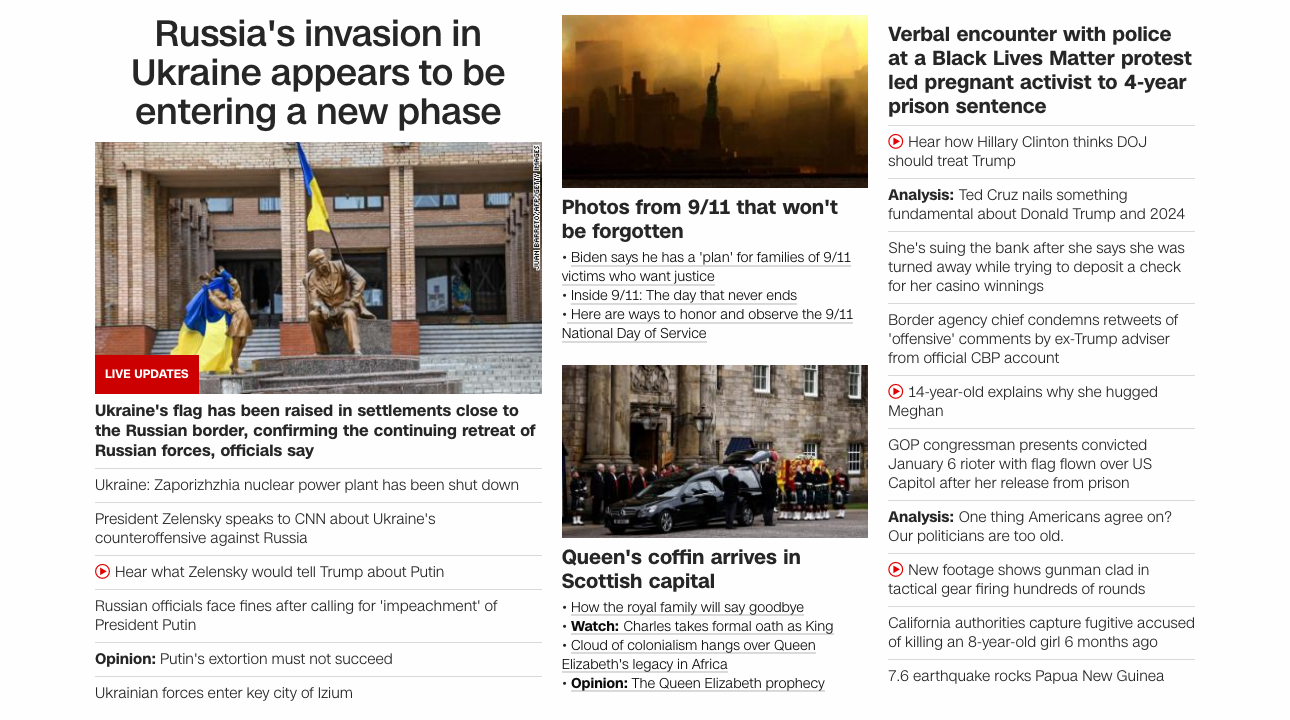 Russia's invasion in
Ukraine appears to be
entering a new phase
JUAN BARRETO/AFP/GETTY IMAGES
LIVE UPDATES
Ukraine's flag has been raised in settlements close to
the Russian border, confirming the continuing retreat of
Russian forces, officials say
Ukraine: Zaporizhzhia nuclear power plant has been shut down
President Zelensky speaks to CNN about Ukraine's
counteroffensive against Russia
Hear what Zelensky would tell Trump about Putin
Russian officials face fines after calling for 'impeachment' of
President Putin
Opinion: Putin's extortion must not succeed
Ukrainian forces enter key city of Izium
Photos from 9/11 that won't
be forgotten
• Biden says he has a 'plan' for families of 9/11
victims who want justice
• Inside 9/11: The day that never ends
• Here are ways to honor and observe the 9/11
National Day of Service
Queen's coffin arrives in
Scottish capital
• How the royal family will say goodbye
• Watch: Charles takes formal oath as King
• Cloud of colonialism hangs over Queen
Elizabeth's legacy in Africa
• Opinion: The Queen Elizabeth prophecy
Verbal encounter with police
at a Black Lives Matter protest
led pregnant activist to 4-year
prison sentence
Hear how Hillary Clinton thinks DOJ
should treat Trump
Analysis: Ted Cruz nails something
fundamental about Donald Trump and 2024
She's suing the bank after she says she was
turned away while trying to deposit a check
for her casino winnings
Border agency chief condemns retweets of
'offensive' comments by ex-Trump adviser
from official CBP account
14-year-old explains why she hugged
Meghan
GOP congressman presents convicted
January 6 rioter with flag flown over US
Capitol after her release from prison
Analysis: One thing Americans agree on?
Our politicians are too old.
New footage shows gunman clad in
tactical gear firing hundreds of rounds
California authorities capture fugitive accused
of killing an 8-year-old girl 6 months ago
7.6 earthquake rocks Papua New Guinea